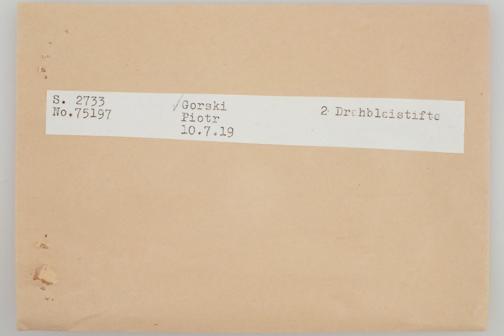 S. 2733
No.75197
Gorski
Piotr
10.7.19
2 Drehbleistifte